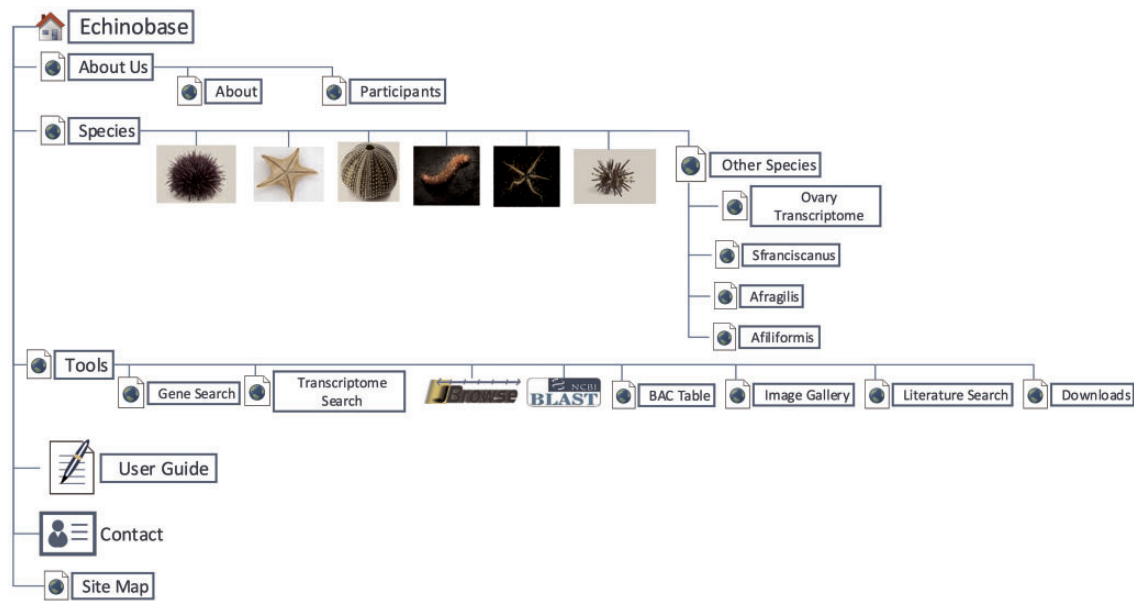 Echinobase
About Us
About
Participants
Species
Other Species
Ovary
Transcriptome
Sfranciscanus
Afragilis
Afiliformis
Tools
Gene Search
Transcriptome
Search
JBrowse
NCBI
BLAST
BAC Table
Image Gallery
Literature Search
Downloads
User Guide
Contact
Site Map